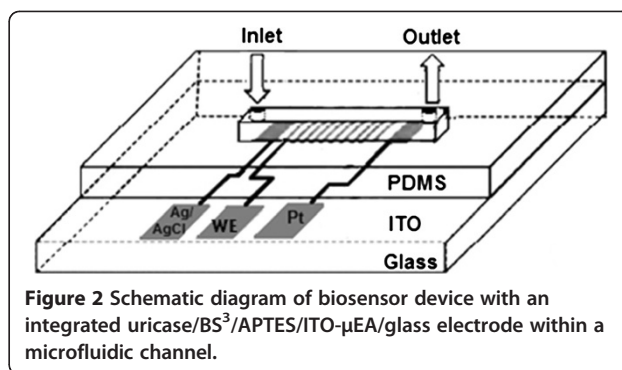 Inlet
Outlet
PDMS
Ag/
AgCl
WE
Pt
ITO
Glass
Figure 2 Schematic diagram of biosensor device with an
integrated uricase/BS³/APTES/ITO-µEA/glass electrode within a
microfluidic channel.